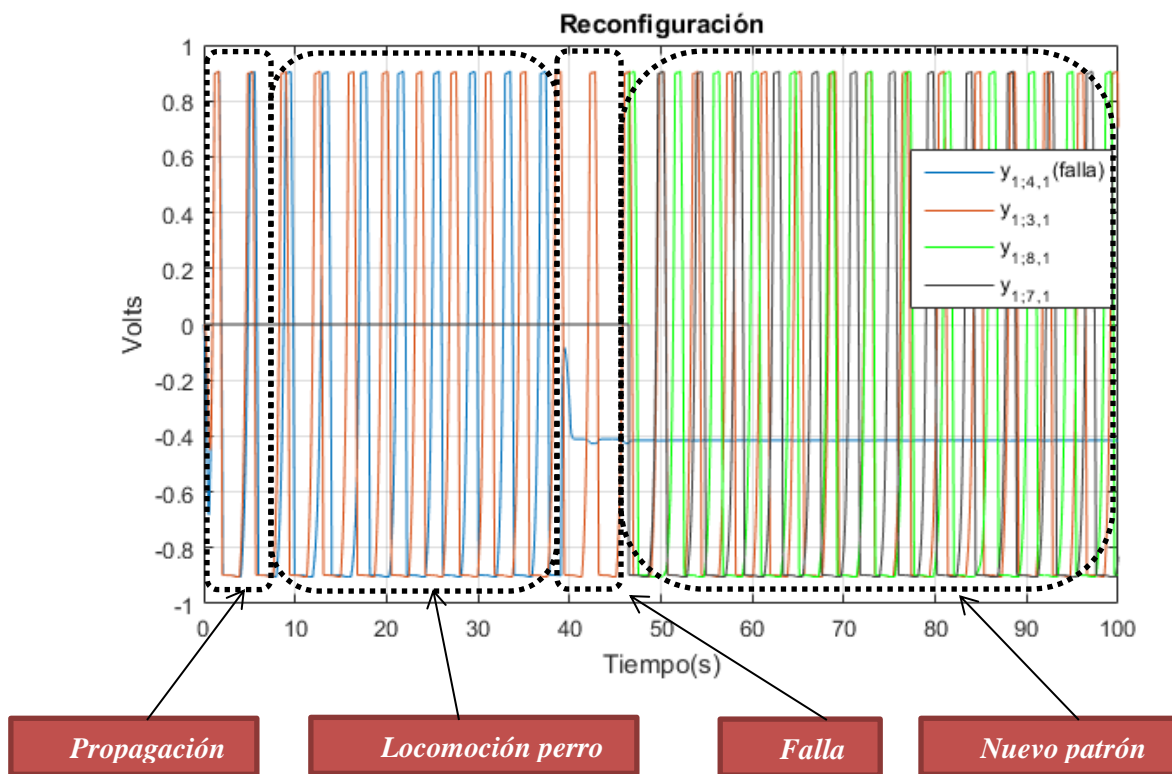 Reconfiguración
Volts
1
0.8
0.6
0.4
0.2
0
-0.2
-0.4
-0.6
-0.8
-1
y1;4,1(falla)
y1;3,1
y1;8,1
y1;7,1
0 10 20 30 40 50 60 70 80 90 100
Tiempo(s)
Propagación
Locomoción perro
Falla
Nuevo patrón